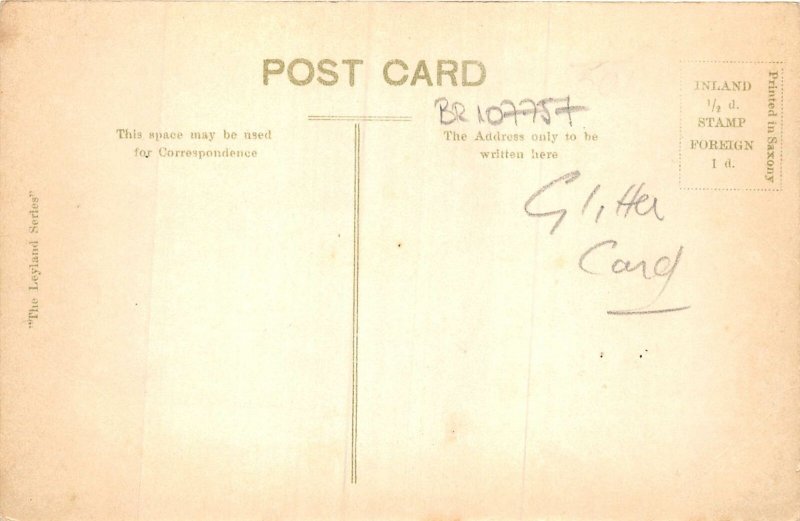 POST CARD
BR 107757
This space may be used
for Correspondence
The Address only to be
written here
INLAND
½ d.
STAMP
FOREIGN
1 d.
Printed in Saxony
"The Leyland Series"
Glitter
Card